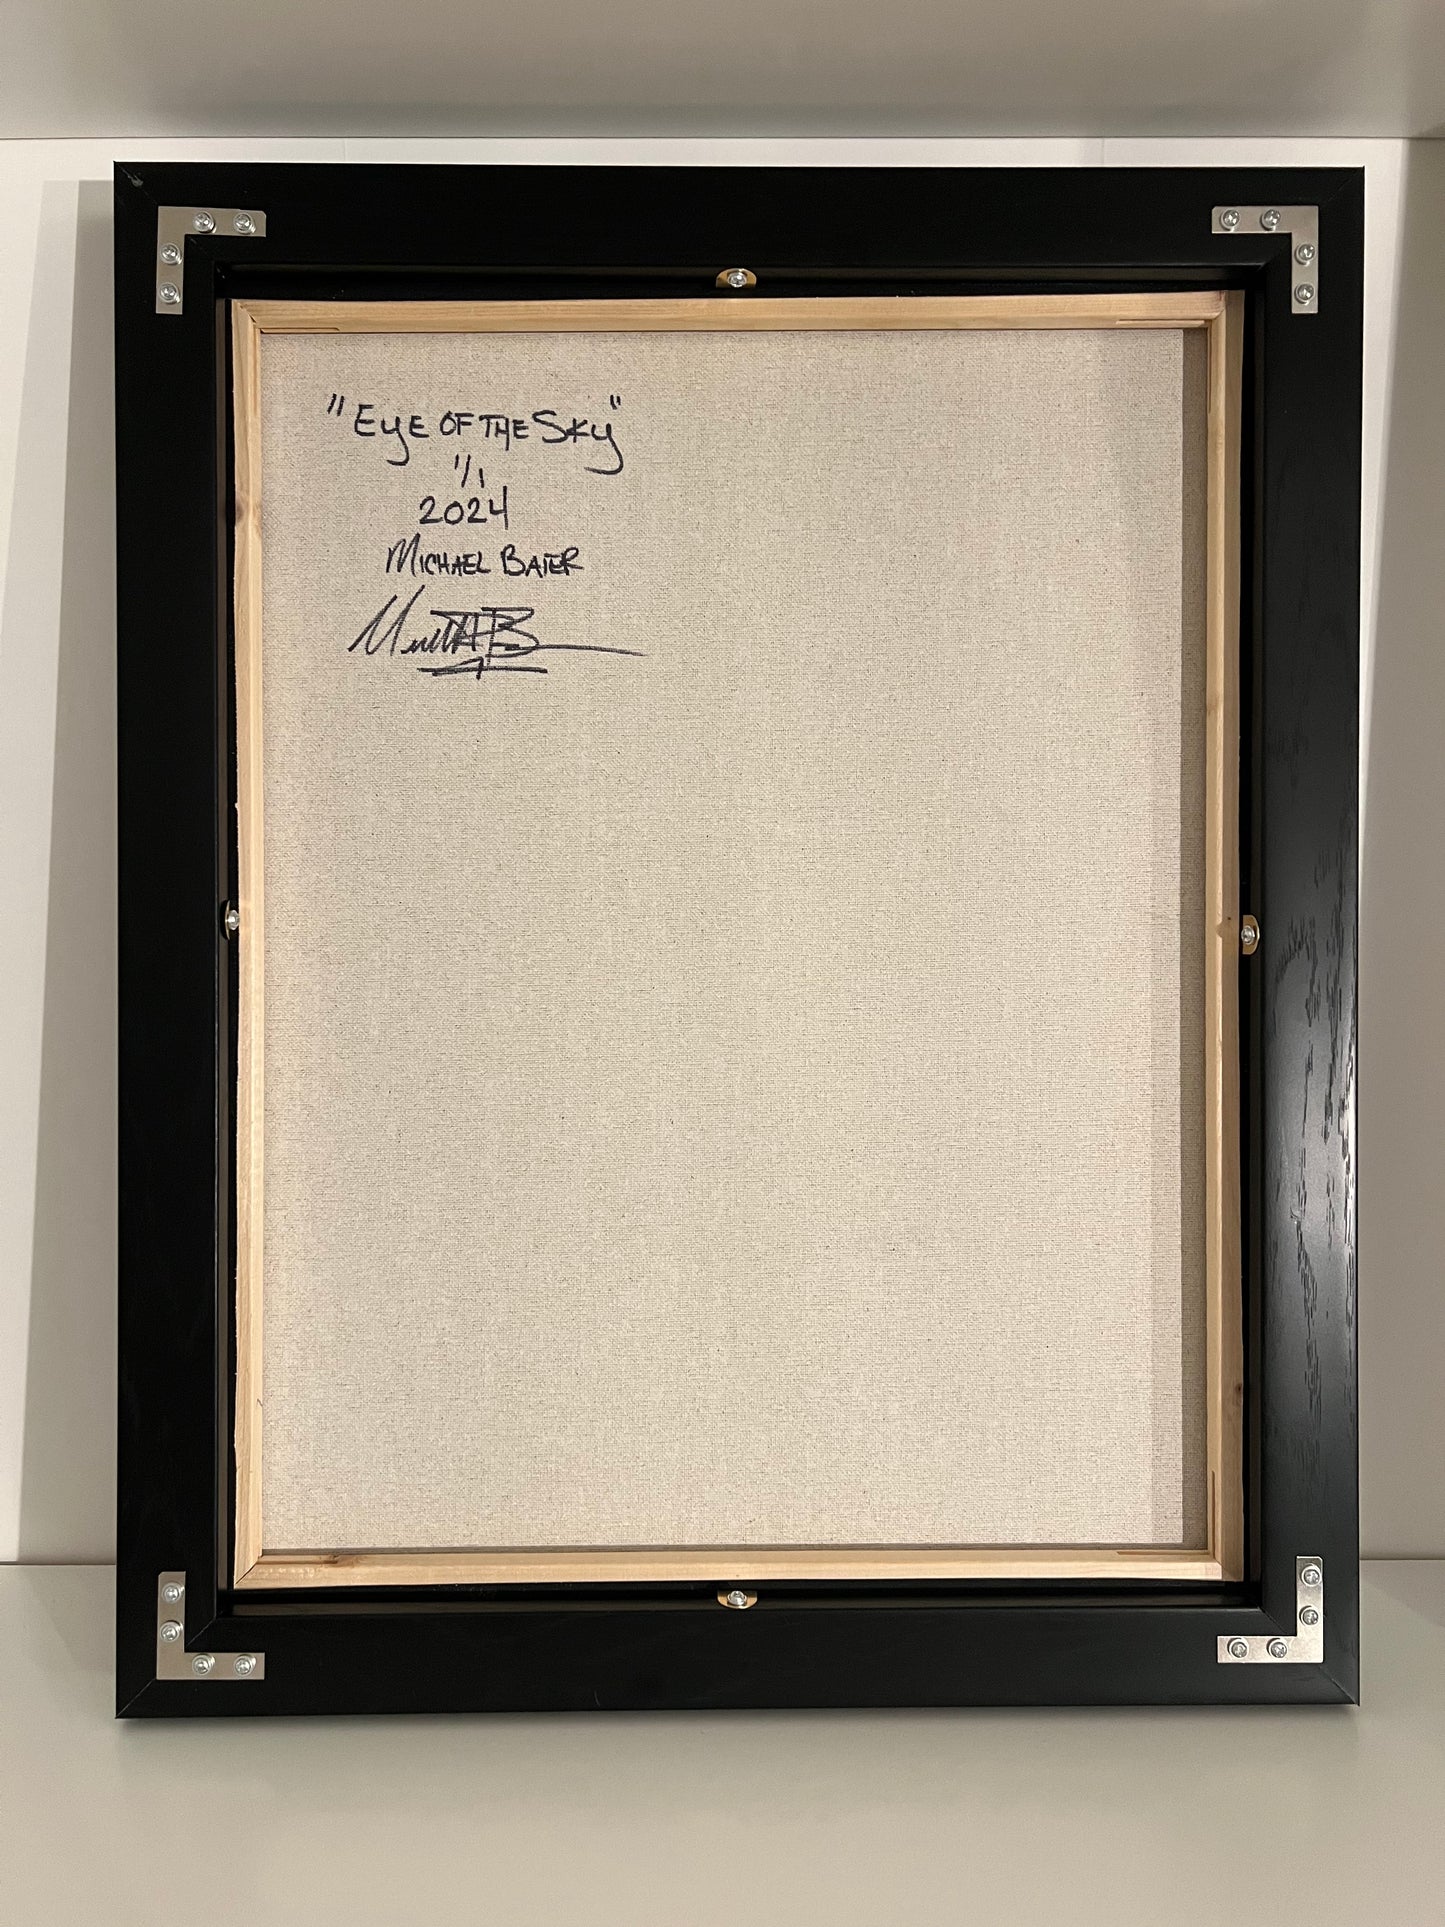 "EyE OF THE Sky"
1/1
2024
MICHAEL BAIER